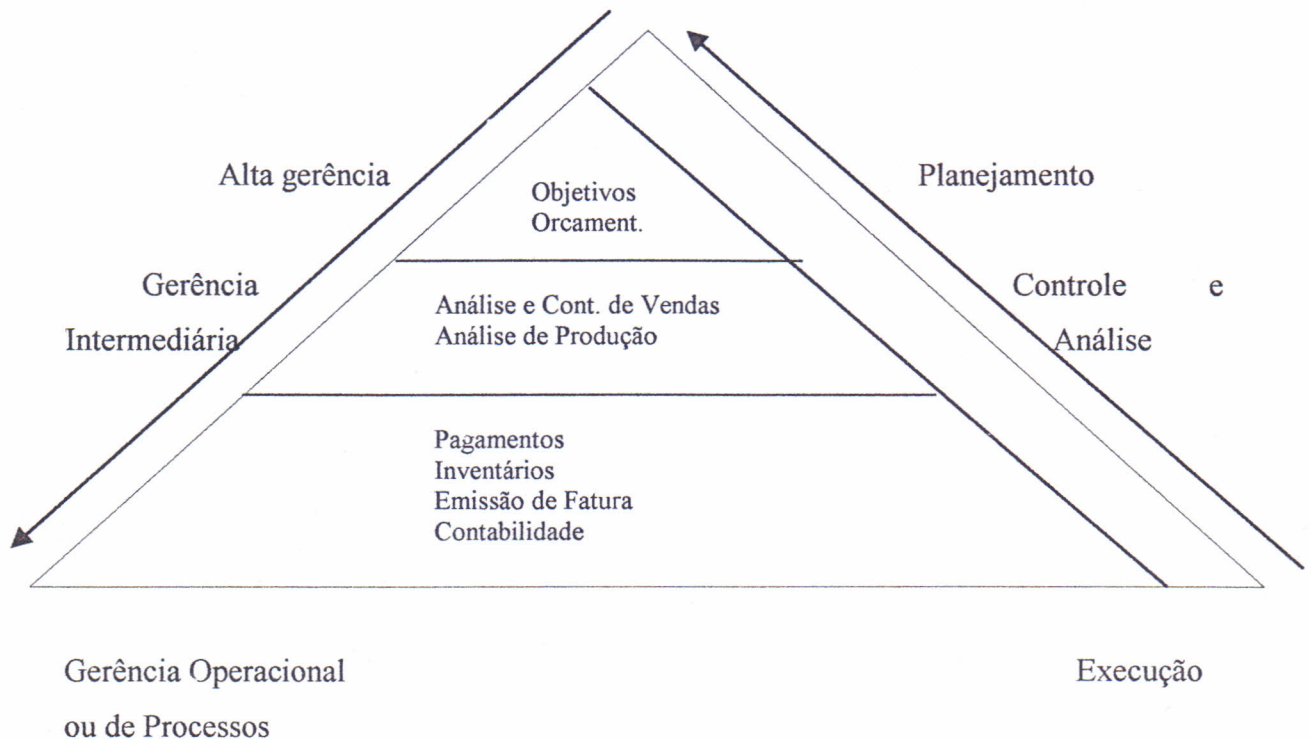 Alta gerência
Planejamento
Objetivos
Orcament.
Gerência
Intermediária
Controle e
Análise
Análise e Cont. de Vendas
Análise de Produção
Pagamentos
Inventários
Emissão de Fatura
Contabilidade
Gerência Operacional
ou de Processos
Execução